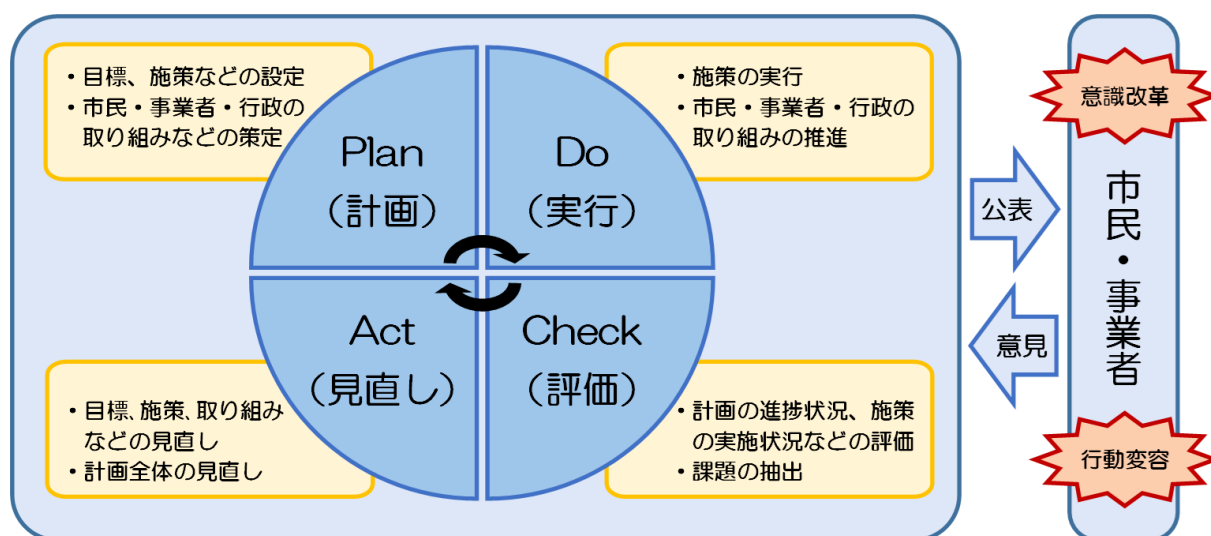 ・目標、施策などの設定
・市民・事業者・行政の
取り組みなどの策定
Plan
（計画）
・施策の実行
・市民・事業者・行政の
取り組みの推進
Do
（実行）
・計画の進捗状況、施策
の実施状況などの評価
・課題の抽出
Check
（評価）
・目標、施策、取り組み
などの見直し
・計画全体の見直し
Act
（見直し）
公表
意見
意識改革
市民・事業者
行動変容